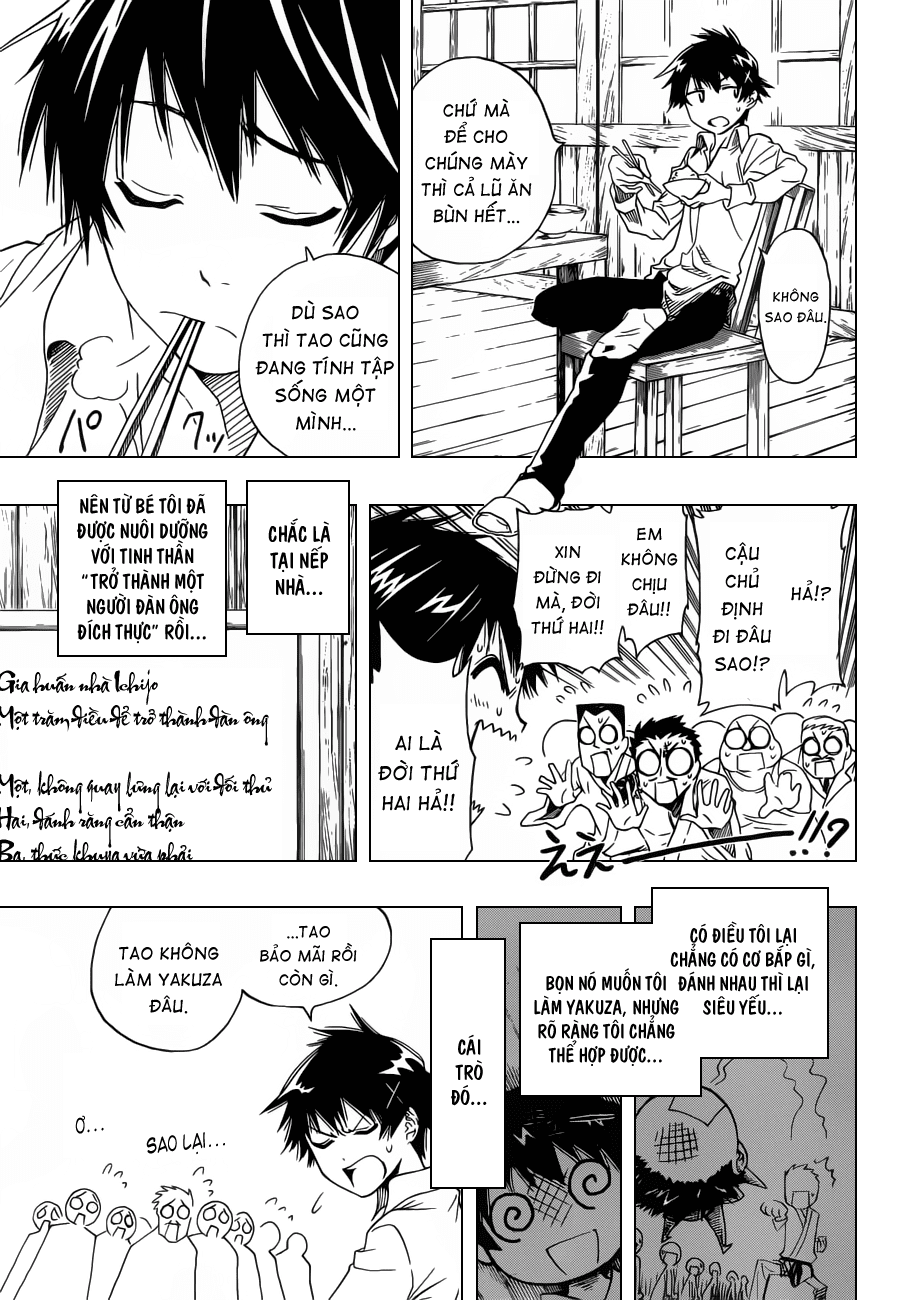 KHÔNG
SAO ĐÂU.
CHỨ MÀ
ĐỂ CHO
CHÚNG MÀY
THÌ CẢ LŨ ĂN
BÙN HẾT...
DÙ SAO
THÌ TAO CŨNG
ĐANG TÍNH TẬP
SỐNG MỘT
MÌNH...
パクッ
HẢ!?
CẬU
CHỦ
ĐỊNH
ĐI ĐÂU
SAO!?
EM
KHÔNG
CHỊU
ĐÂU!!
XIN
ĐỪNG ĐI
MÀ, ĐỜI
THỨ HAI!!
AI LÀ
ĐỜI THỨ
HAI HẢ!!
ええー!!?
CHẮC LÀ
TẠI NẾP
NHÀ...
NÊN TỪ BÉ TÔI ĐÃ
ĐƯỢC NUÔI DƯỠNG
VỚI TINH THẦN
“TRỞ THÀNH MỘT
NGƯỜI ĐÀN ÔNG
ĐÍCH THỰC” RỒI...
Gia huấn nhà Ichijo
Một trăm điều để trở thành đàn ông
Một, không quay lưng lại với đối thủ
Hai, đánh răng cẩn thận
Ba, thức khuya vừa phải
CÓ ĐIỀU TÔI LẠI
CHẲNG CÓ CƠ BẮP GÌ,
ĐÁNH NHAU THÌ LẠI
SIÊU YẾU...
BỌN NÓ MUỐN TÔI
LÀM YAKUZA, NHƯNG
RÕ RÀNG TÔI CHẲNG
THỂ HỢP ĐƯỢC...
CÁI
TRÒ
ĐÓ...
...TAO
BẢO MÃI RỒI
CÒN GÌ.
TAO KHÔNG
LÀM YAKUZA
ĐÂU.
SAO LẠI...
Ơ...